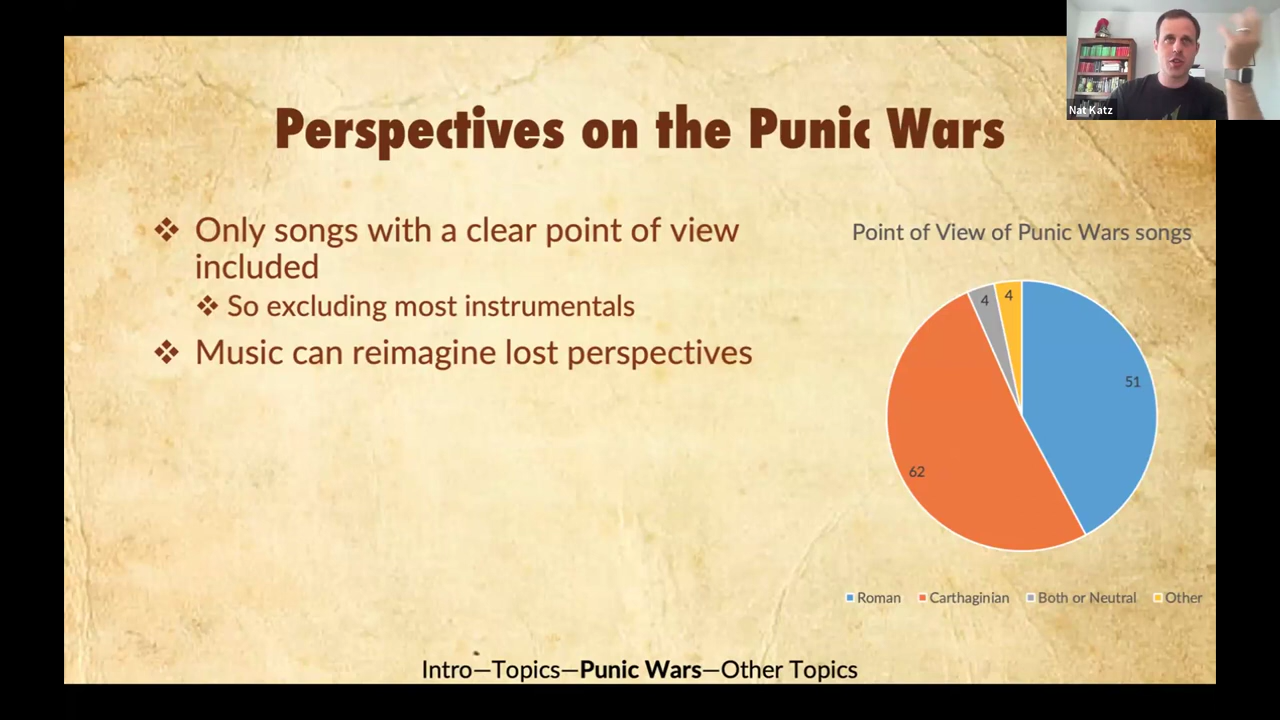 Nat Katz
Perspectives on the Punic Wars
❖ Only songs with a clear point of view
included
❖ So excluding most instrumentals
❖ Music can reimagine lost perspectives
Point of View of Punic Wars songs
4
4
51
62
Roman Carthaginian Both or Neutral Other
Intro—Topics—Punic Wars—Other Topics